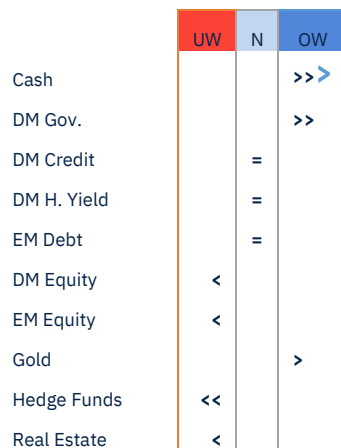 UW N OW
Cash >>>
DM Gov. >>
DM Credit =
DM H. Yield =
EM Debt =
DM Equity <
EM Equity <
Gold >
Hedge Funds <<
Real Estate <